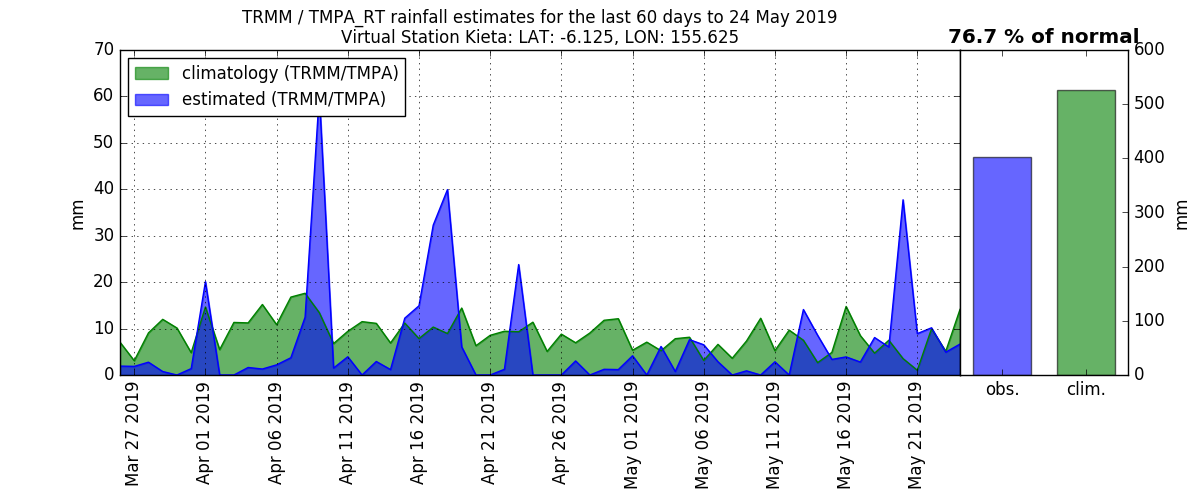 TRMM / TMPA_RT rainfall estimates for the last 60 days to 24 May 2019
Virtual Station Kieta: LAT: -6.125, LON: 155.625
76.7 % of normal
climatology (TRMM/TMPA)
estimated (TRMM/TMPA)
mm
70
60
50
40
30
20
10
0
Mar 27 2019
Apr 01 2019
Apr 06 2019
Apr 11 2019
Apr 16 2019
Apr 21 2019
Apr 26 2019
May 01 2019
May 06 2019
May 11 2019
May 16 2019
May 21 2019
obs.
clim.
600
500
400
300
200
100
0
mm